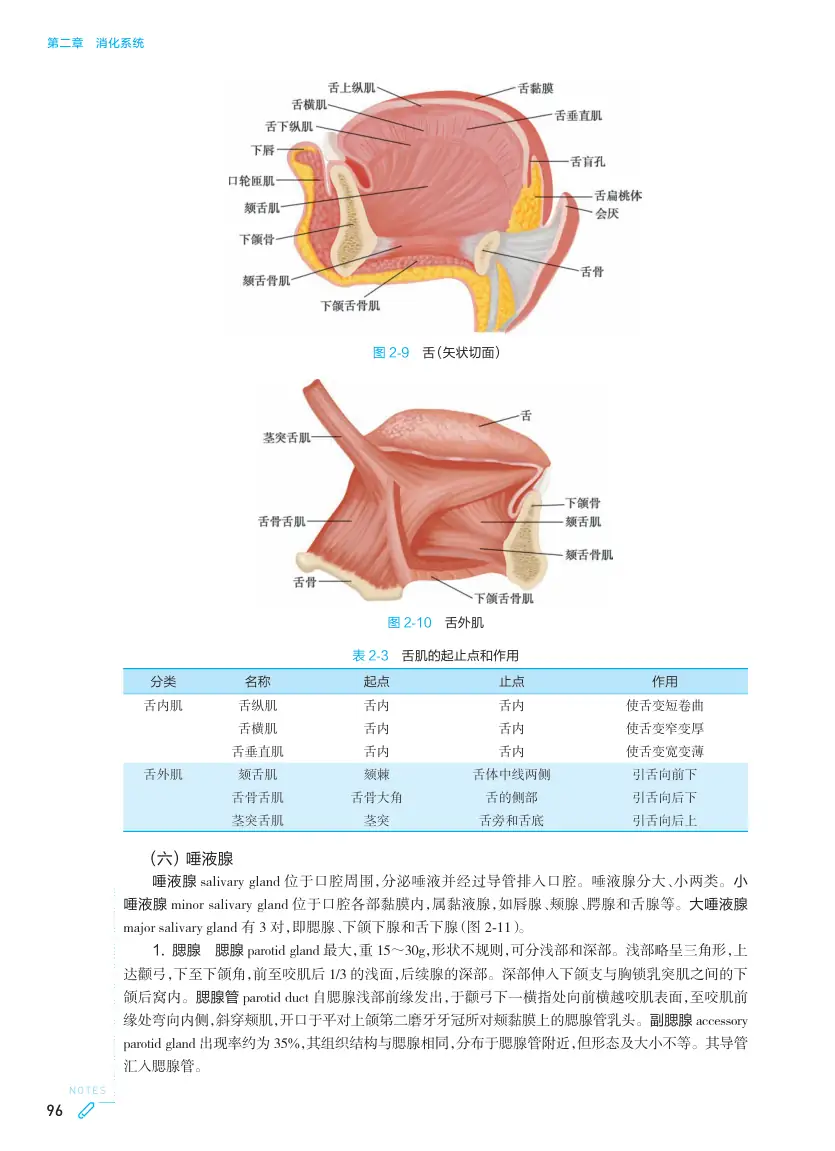 第二章 消化系统
舌上纵肌
舌黏膜
舌横肌
舌垂直肌
舌下纵肌
下唇
舌盲孔
口轮匝肌
舌扁桃体
颏舌肌
会厌
下颌骨
舌骨
颏舌骨肌
下颌舌骨肌
图 2-9 舌(矢状切面)
舌
茎突舌肌
下颌骨
舌骨舌肌
颏舌肌
颏舌骨肌
舌骨
下颌舌骨肌
图 2-10 舌外肌
表 2-3 舌肌的起止点和作用
分类 名称 起点 止点 作用
舌内肌 舌纵肌 舌内 舌内 使舌变短卷曲
舌横肌 舌内 舌内 使舌变窄变厚
舌垂直肌 舌内 舌内 使舌变宽变薄
舌外肌 颏舌肌 颏棘 舌体中线两侧 引舌向前下
舌骨舌肌 舌骨大角 舌的侧部 引舌向后下
茎突舌肌 茎突 舌旁和舌底 引舌向后上
(六)唾液腺
唾液腺 salivary gland 位于口腔周围,分泌唾液并经过导管排入口腔。唾液腺分大、小两类。小
唾液腺 minor salivary gland 位于口腔各部黏膜内,属黏液腺,如唇腺、颊腺、腭腺和舌腺等。大唾液腺
major salivary gland 有 3 对,即腮腺、下颌下腺和舌下腺(图 2-11)。
1. 腮腺 腮腺 parotid gland 最大,重 15~30g,形状不规则,可分浅部和深部。浅部略呈三角形,上
达颧弓,下至下颌角,前至咬肌后 1/3 的浅面,后续腺的深部。深部伸入下颌支与胸锁乳突肌之间的下
颌后窝内。腮腺管 parotid duct 自腮腺浅部前缘发出,于颧弓下一横指处向前横越咬肌表面,至咬肌前
缘处弯向内侧,斜穿颊肌,开口于平对上颌第二磨牙牙冠所对颊黏膜上的腮腺管乳头。副腮腺 accessory
parotid gland 出现率约为 35%,其组织结构与腮腺相同,分布于腮腺管附近,但形态及大小不等。其导管
汇入腮腺管。
NOTES
96